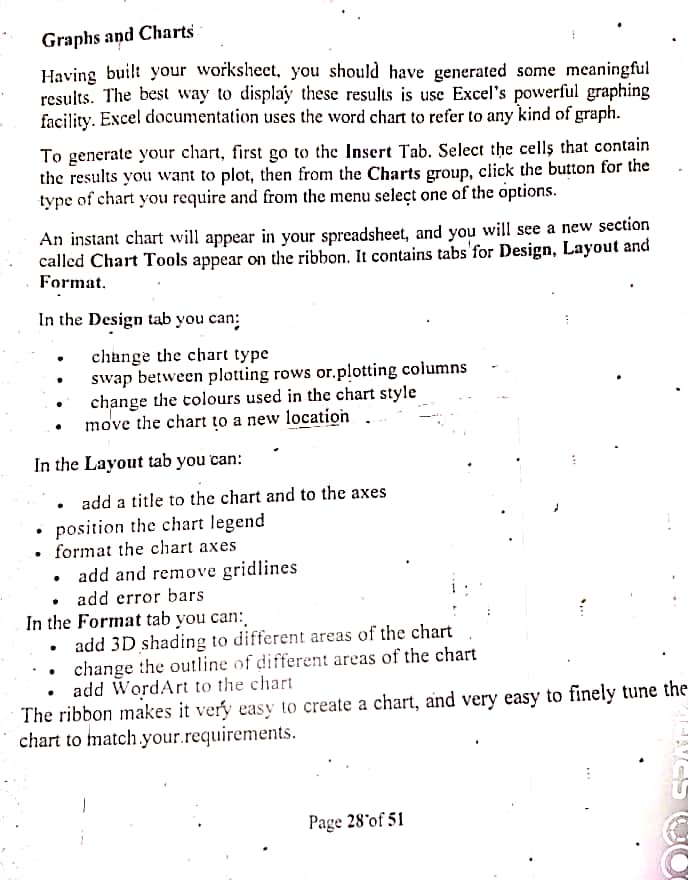 Graphs and Charts
Having built your worksheet, you should have generated some meaningful
results. The best way to display these results is use Excel's powerful graphing
facility. Excel documentation uses the word chart to refer to any kind of graph.
To generate your chart, first go to the Insert Tab. Select the cells that contain
the results you want to plot, then from the Charts group, click the button for the
type of chart you require and from the menu select one of the options.
An instant chart will appear in your spreadsheet, and you will see a new section
called Chart Tools appear on the ribbon. It contains tabs for Design, Layout and
Format.
In the Design tab you can:
• change the chart type
• swap between plotting rows or plotting columns
• change the colours used in the chart style
• move the chart to a new location
In the Layout tab you can:
• add a title to the chart and to the axes
• position the chart legend
• format the chart axes
• add and remove gridlines
• add error bars
In the Format tab you can:
• add 3D shading to different areas of the chart
• change the outline of different areas of the chart
• add WordArt to the chart
The ribbon makes it very easy to create a chart, and very easy to finely tune the
chart to match your requirements.
Page 28 of 51